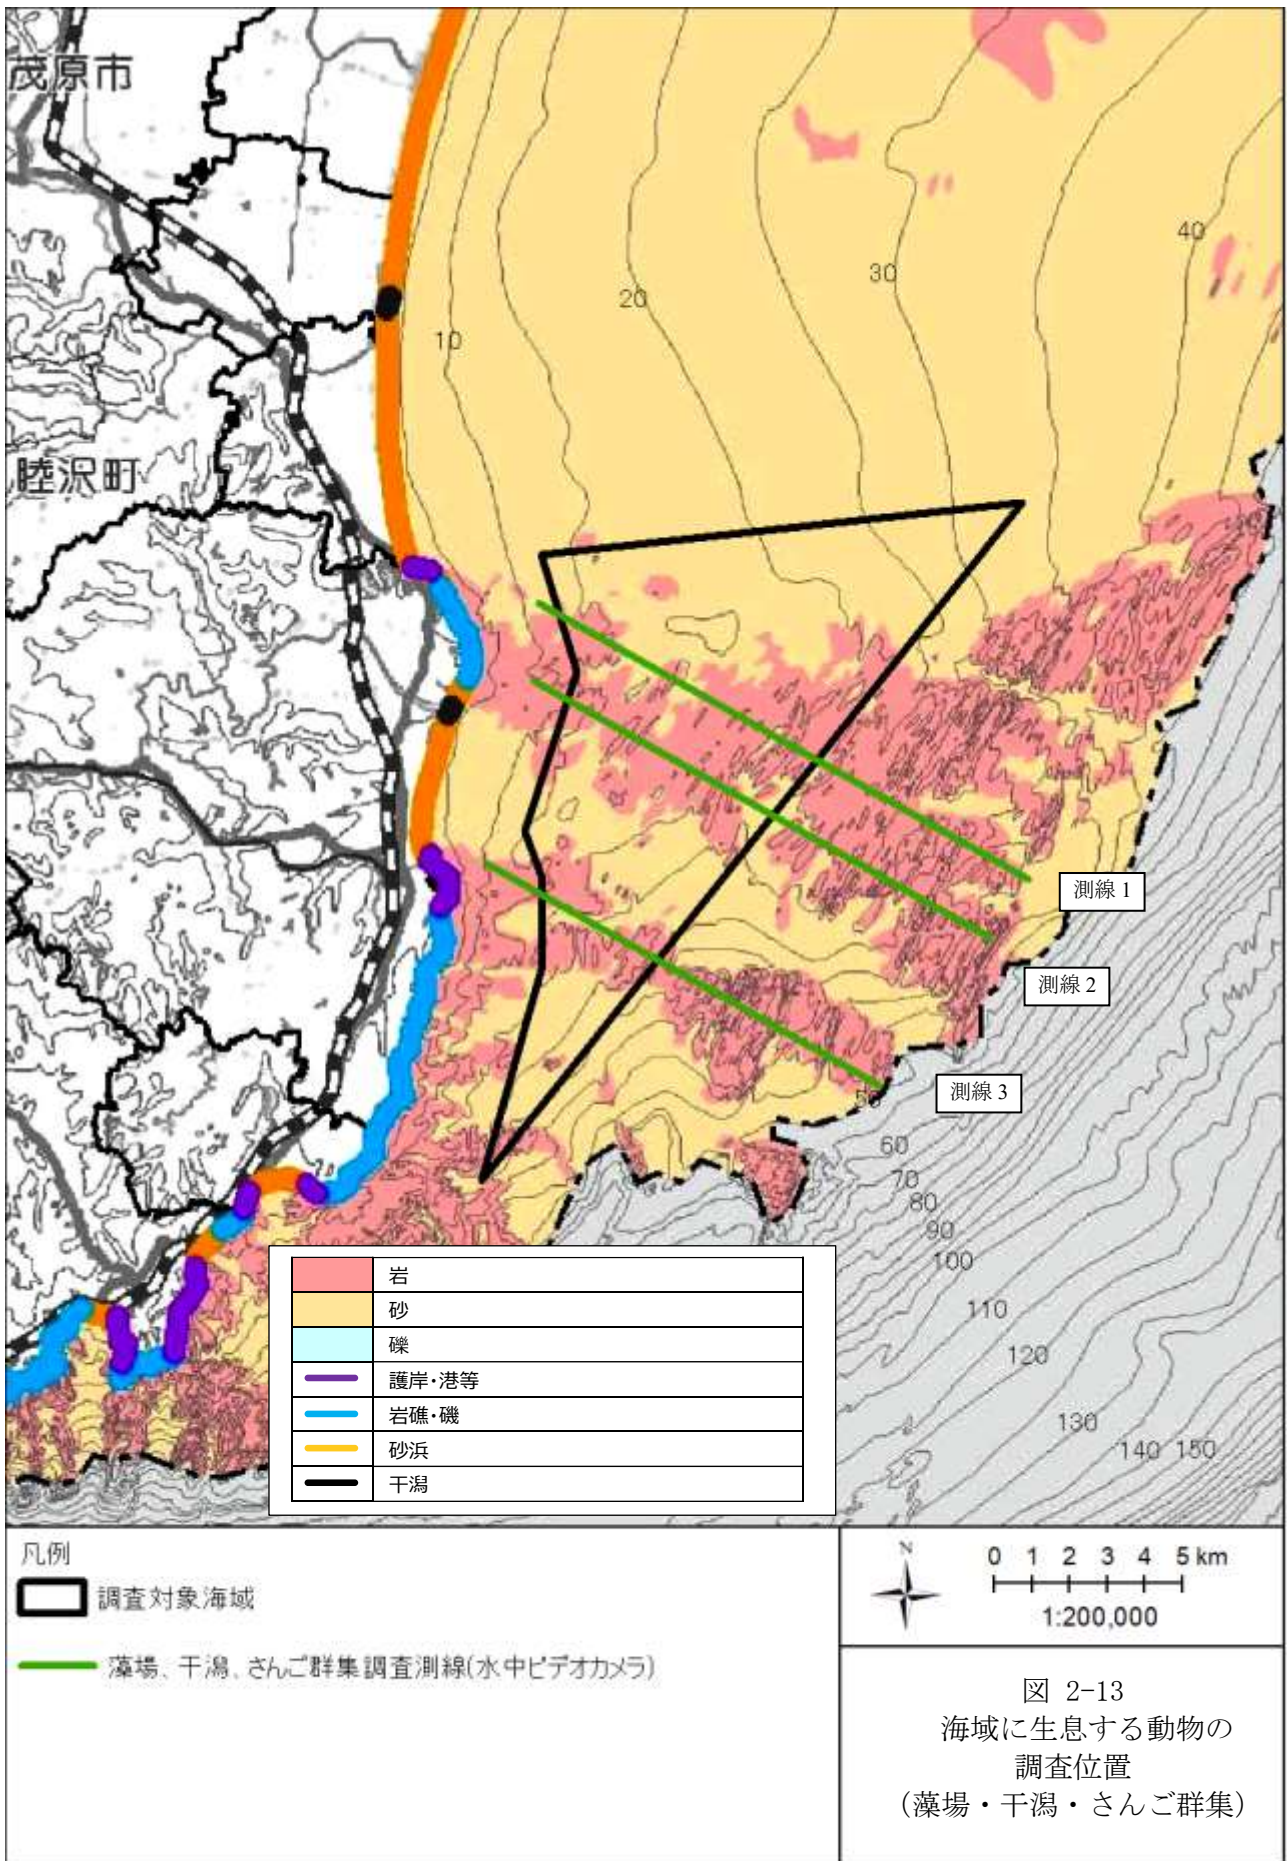 茂原市
40
30
20
10
睦沢町
測線 1
測線 2
測線 3
50
60
70
80
90
100
110
120
130
140 150
岩
砂
礫
護岸・港等
岩礁・磯
砂浜
干潟
凡例
調査対象海域
藻場、干潟、さんご群集調査測線(水中ビデオカメラ)
N
0 1 2 3 4 5 km
1:200,000
図 2-13
海域に生息する動物の
調査位置
(藻場・干潟・さんご群集)